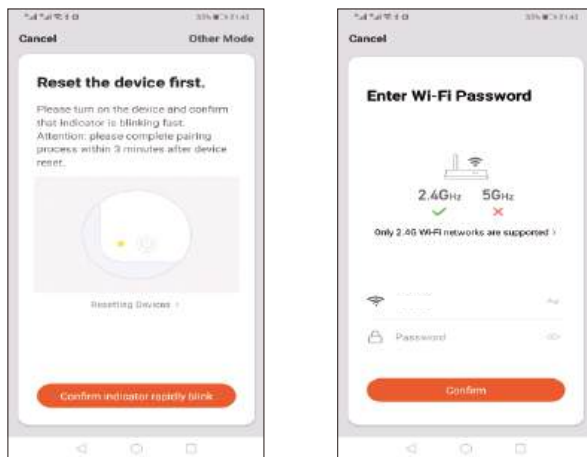 Cancel
Other Mode
Reset the device first.
Please turn on the device and confirm
that indicator is blinking fast.
Attention: please complete pairing
process within 3 minutes after device
reset.
Resetting Devices >
Confirm indicator rapidly blink
Cancel
Enter Wi-Fi Password
2.4GHz 5GHz
Only 2.4G Wi-Fi networks are supported >
Password
Confirm